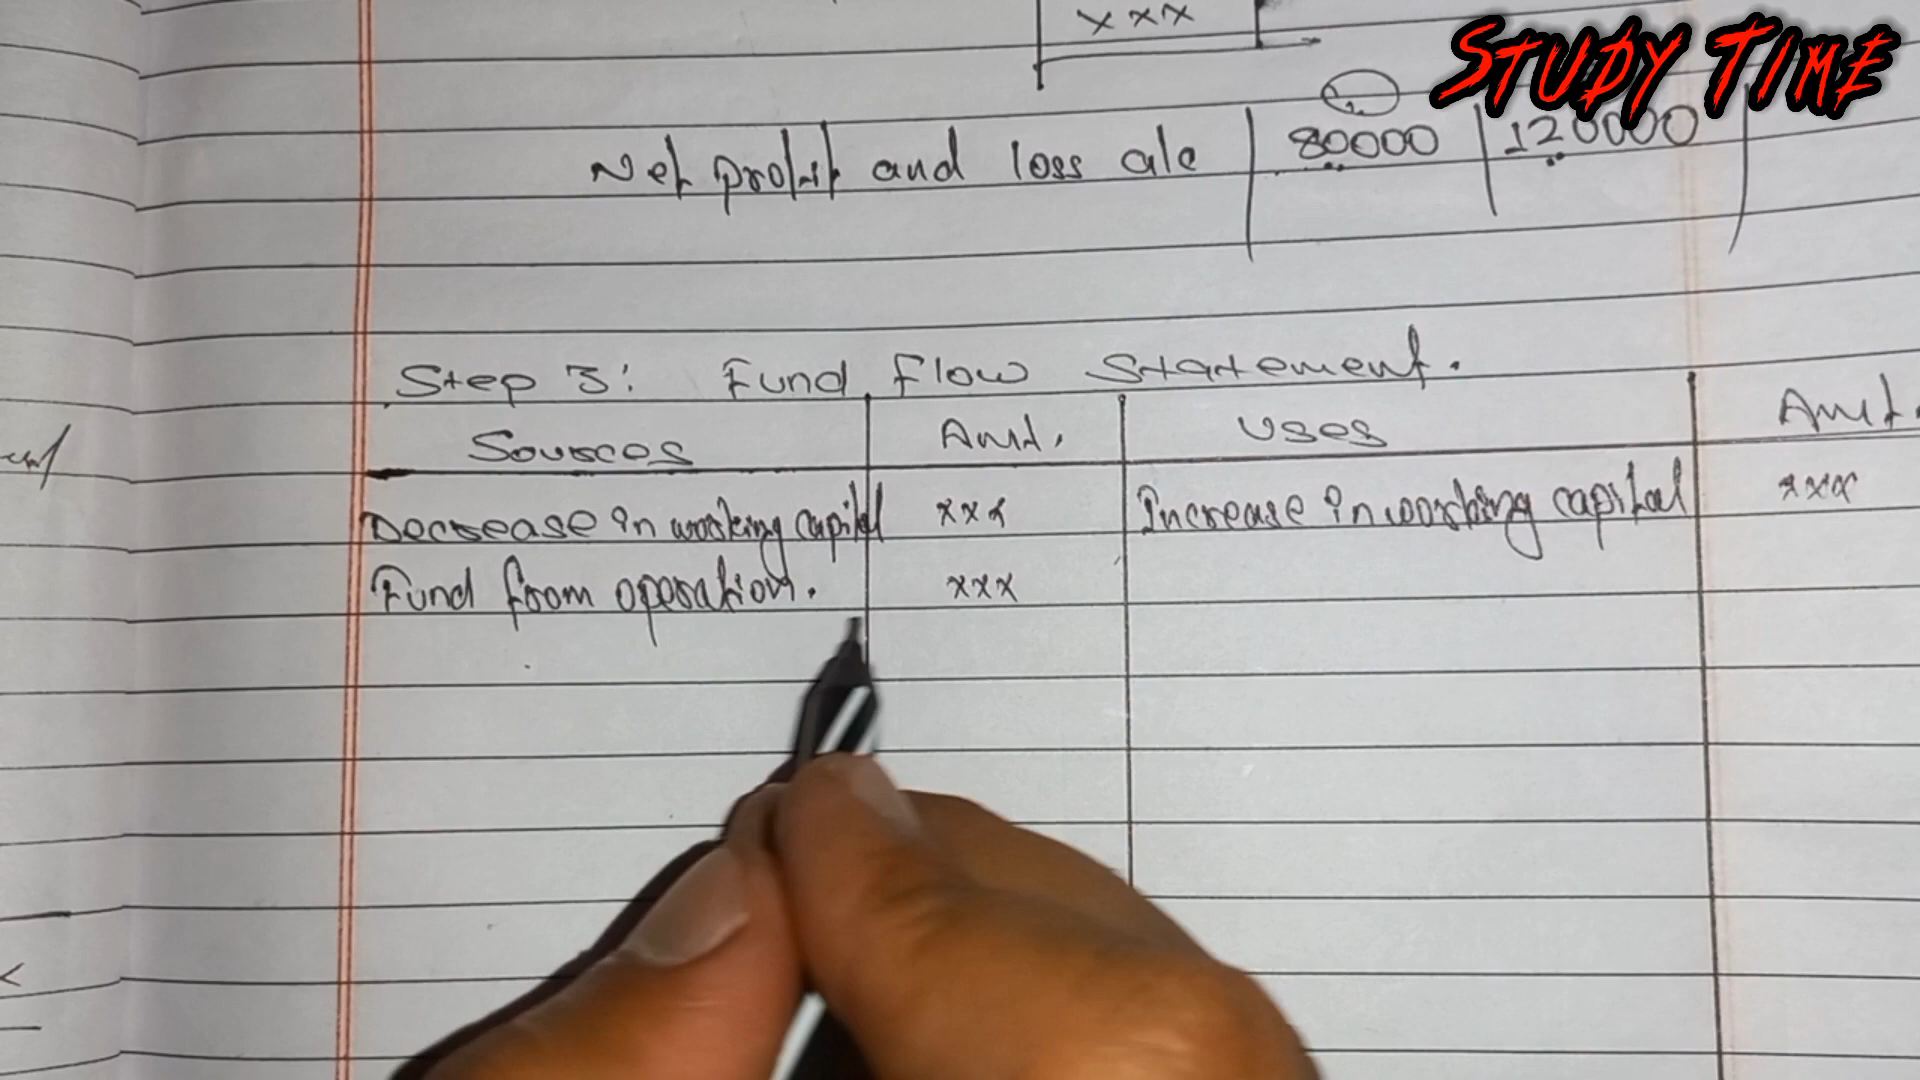 xxx
STUDY TIME
Net profit and loss a/c 80000 120000
Step 3: Fund Flow Statement.
Sources Amt. Uses Amt.
Decrease in working capital xxx Increase in working capital xxx
Fund from operation. xxx